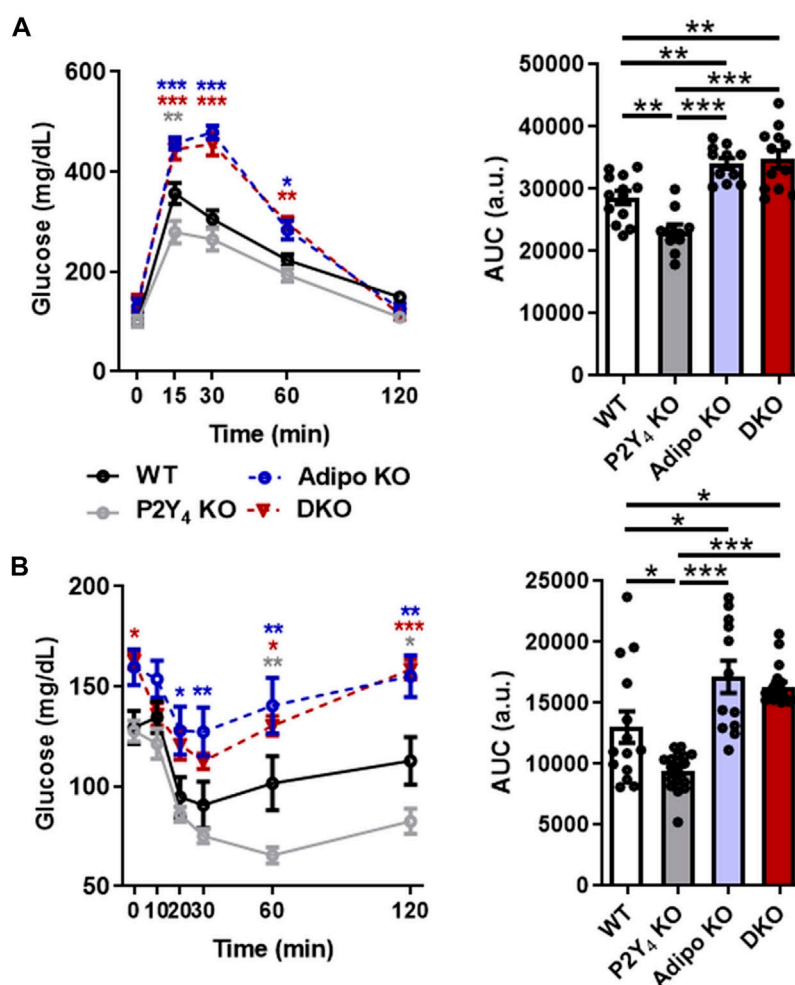 A
Glucose (mg/dL)
600
400
200
0
***
***
**
***
***
*
**
0 15 30 60 120
Time (min)
AUC (a.u.)
50000
40000
30000
20000
10000
0
**
**
***
** ***
WT
P2Y₄ KO
Adipo KO
DKO
WT
P2Y₄ KO
Adipo KO
DKO
B
Glucose (mg/dL)
200
150
100
50
*
*
**
**
*
**
**
***
*
0 10 20 30 60 120
Time (min)
AUC (a.u.)
25000
20000
15000
10000
5000
0
*
*
***
* ***
WT
P2Y₄ KO
Adipo KO
DKO